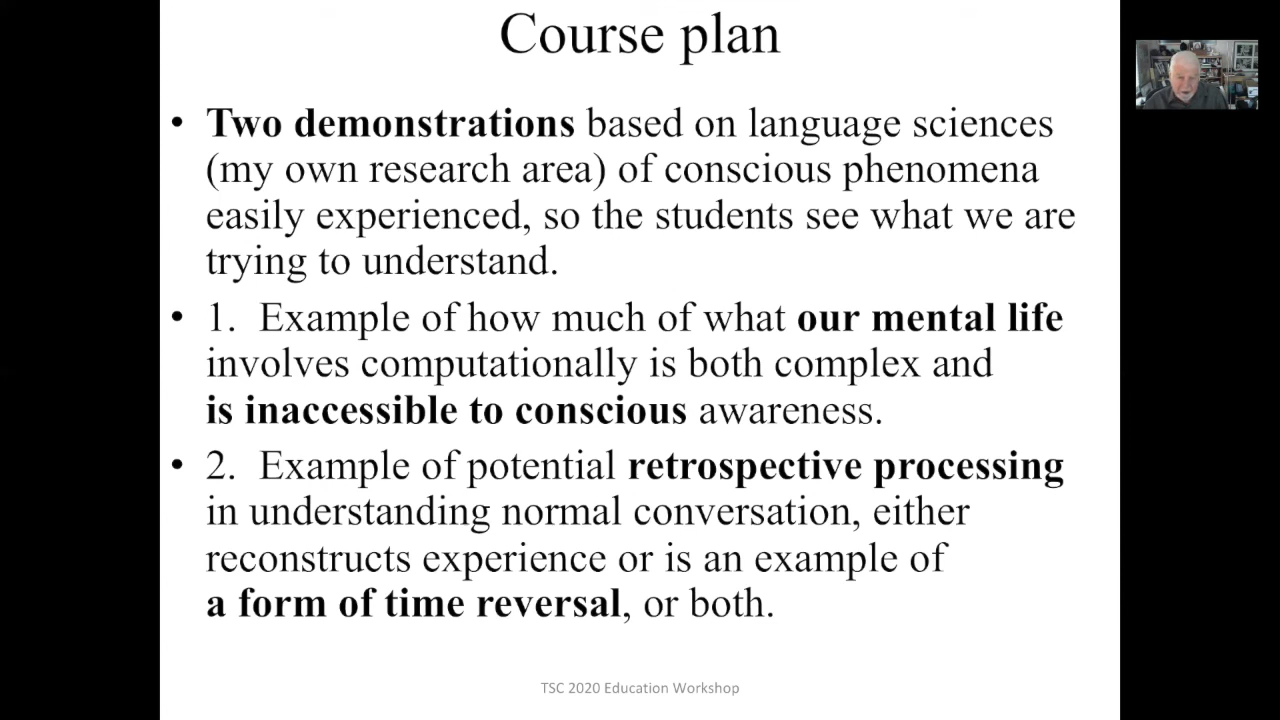 Course plan
• Two demonstrations based on language sciences
(my own research area) of conscious phenomena
easily experienced, so the students see what we are
trying to understand.
• 1. Example of how much of what our mental life
involves computationally is both complex and
is inaccessible to conscious awareness.
• 2. Example of potential retrospective processing
in understanding normal conversation, either
reconstructs experience or is an example of
a form of time reversal, or both.
TSC 2020 Education Workshop